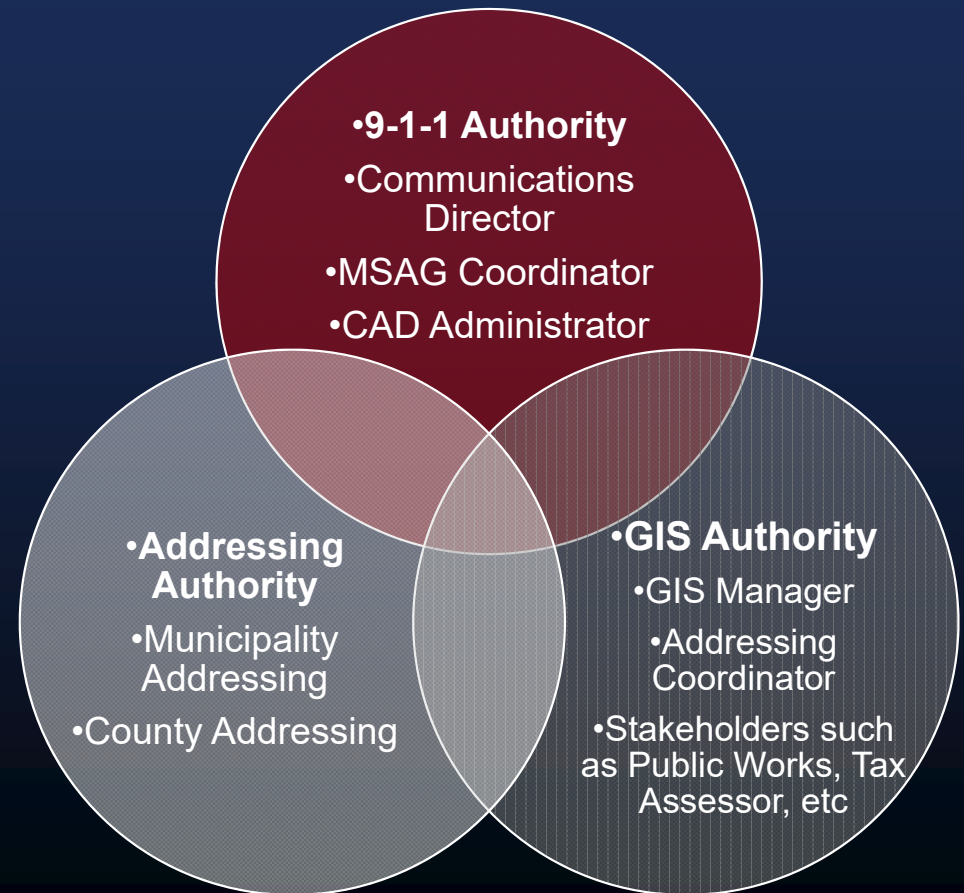 •9-1-1 Authority
•Communications
Director
•MSAG Coordinator
•CAD Administrator
•Addressing
Authority
•Municipality
Addressing
•County Addressing
•GIS Authority
•GIS Manager
•Addressing
Coordinator
•Stakeholders such
as Public Works, Tax
Assessor, etc